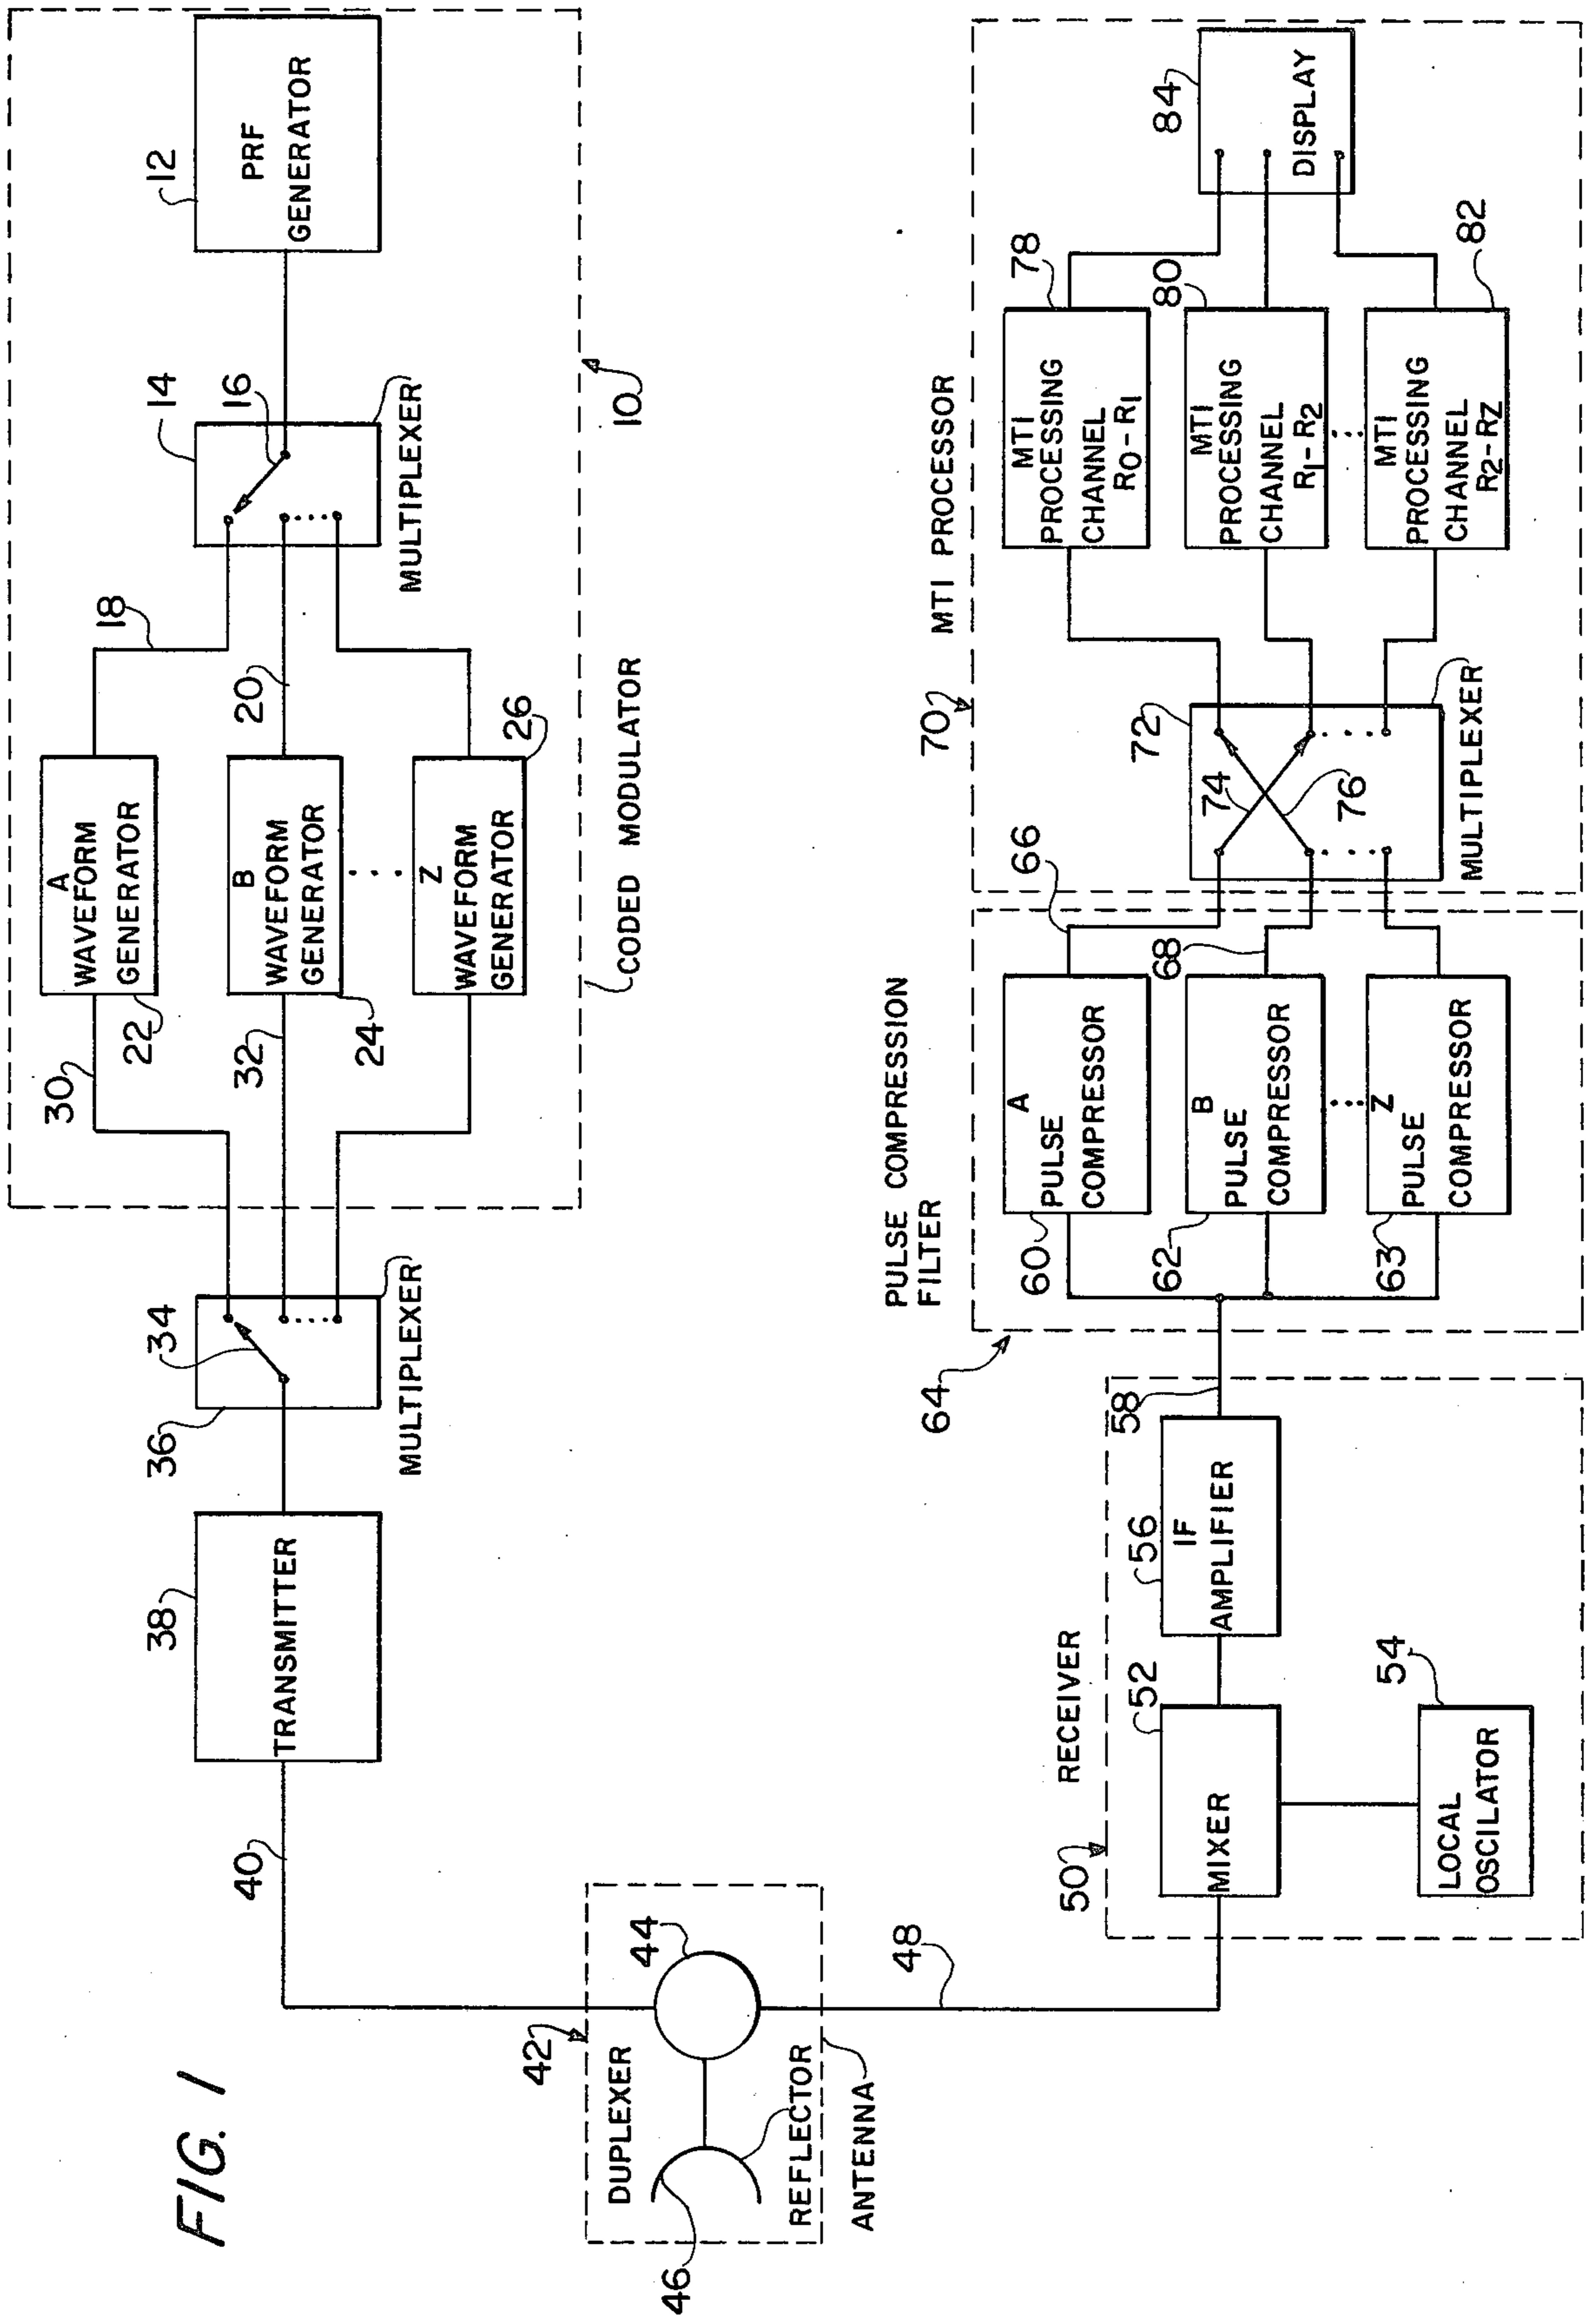 FIG. 1
46
REFLECTOR
DUPLEXER
44
42
ANTENNA
40
48
TRANSMITTER
38
MULTIPLEXER
36
34
30
32
A
WAVEFORM
GENERATOR
22
B
WAVEFORM
GENERATOR
24
Z
WAVEFORM
GENERATOR
26
18
20
MULTIPLEXER
14
16
PRF
GENERATOR
12
CODED MODULATOR
10
RECEIVER
50
MIXER
52
LOCAL
OSCILATOR
54
IF
AMPLIFIER
56
58
PULSE COMPRESSION
FILTER
64
A
PULSE
COMPRESSOR
60
B
PULSE
COMPRESSOR
62
Z
PULSE
COMPRESSOR
63
66
68
MTI PROCESSOR
70
MULTIPLEXER
72
74
76
MTI
PROCESSING
CHANNEL
R0-R1
78
MTI
PROCESSING
CHANNEL
R1-R2
80
MTI
PROCESSING
CHANNEL
R2-RZ
82
DISPLAY
84